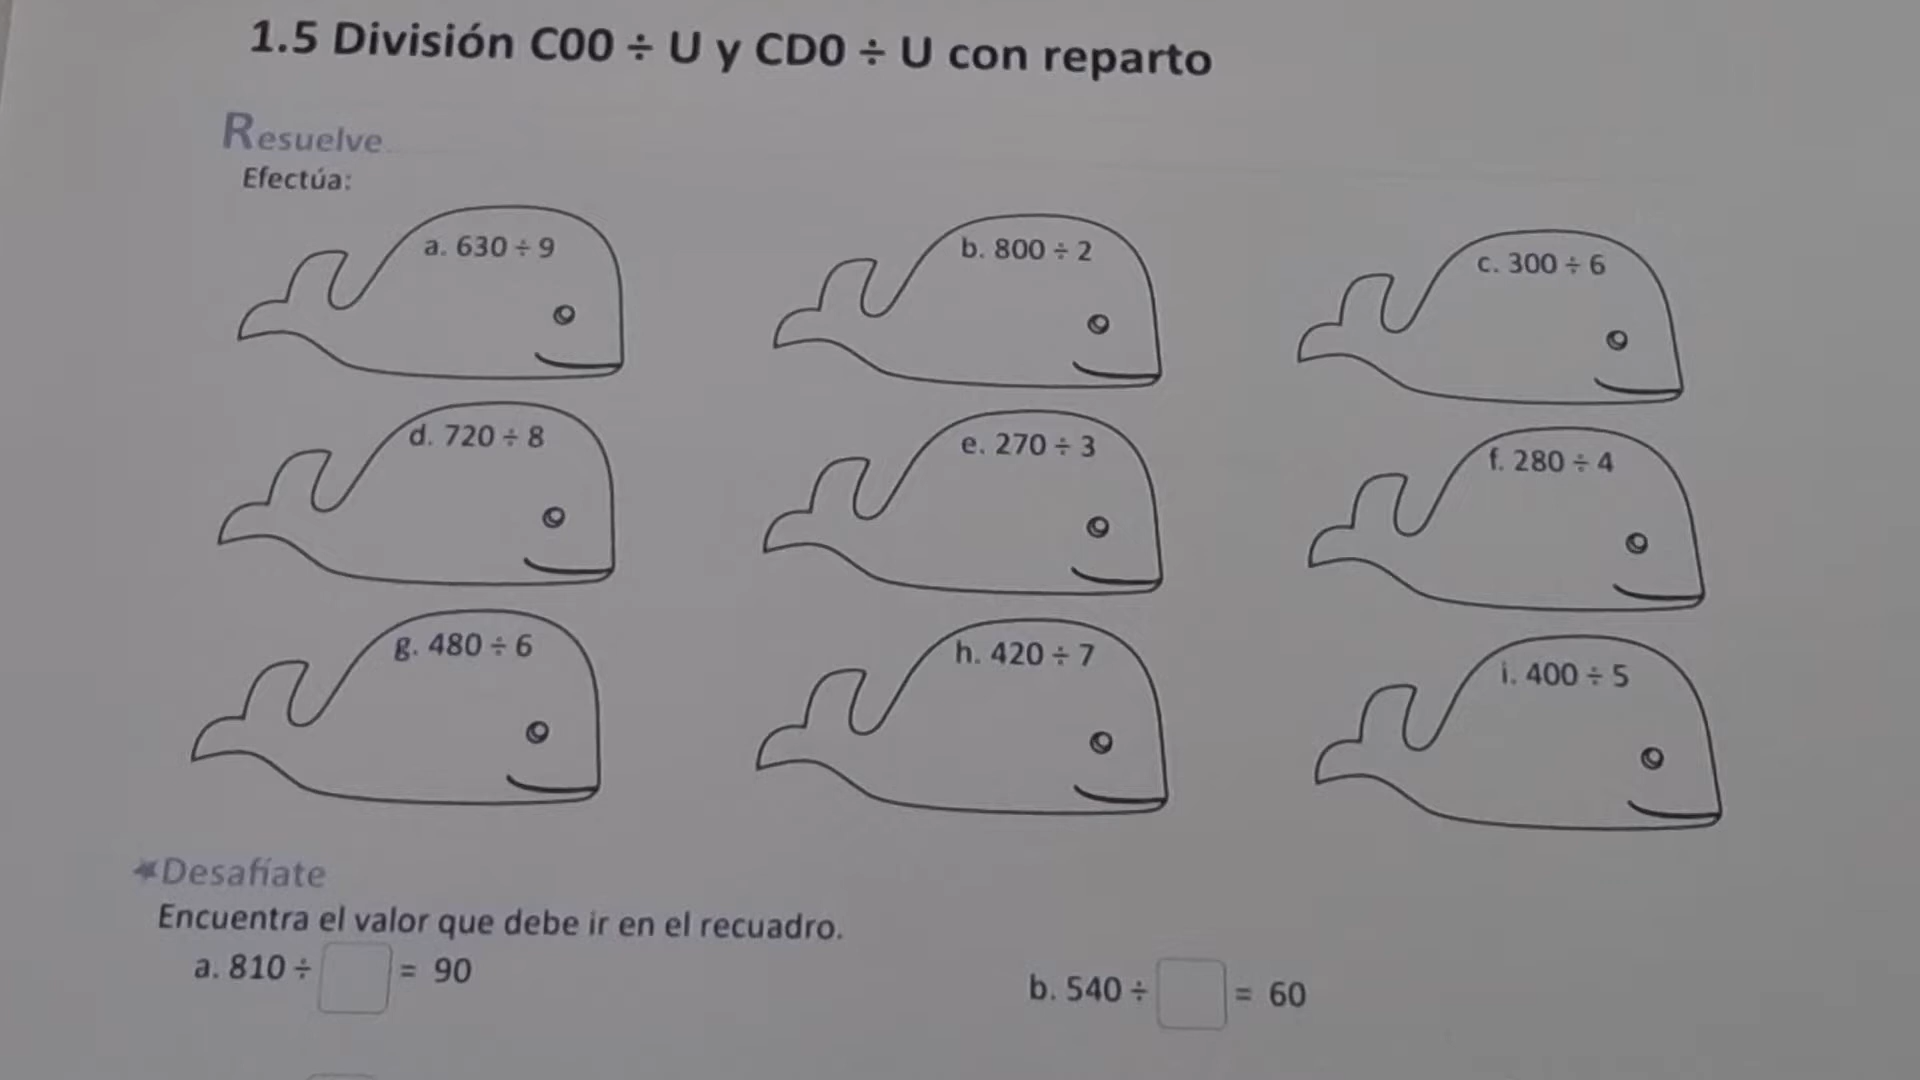 1.5 División C00 ÷ U y CD0 ÷ U con reparto
Resuelve
Efectúa:
a. 630 ÷ 9
b. 800 ÷ 2
c. 300 ÷ 6
d. 720 ÷ 8
e. 270 ÷ 3
f. 280 ÷ 4
g. 480 ÷ 6
h. 420 ÷ 7
i. 400 ÷ 5
Desafíate
Encuentra el valor que debe ir en el recuadro.
a. 810 ÷ = 90
b. 540 ÷ = 60